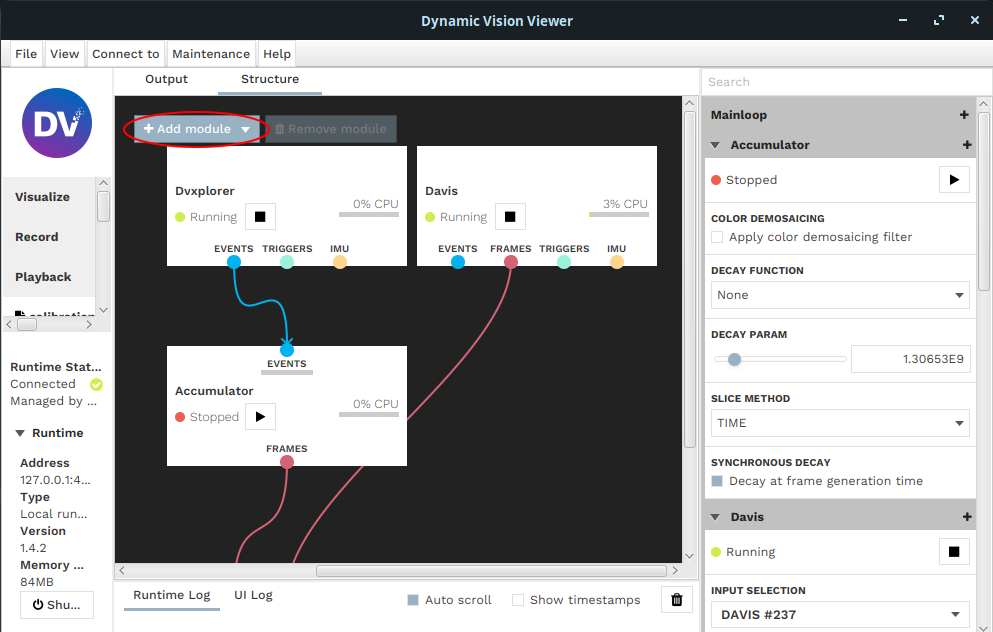 Dynamic Vision Viewer
File View Connect to Maintenance Help
DV
Visualize
Record
Playback
Runtime Stat...
Connected
Managed by ...
Runtime
Address
127.0.0.1:4...
Type
Local run...
Version
1.4.2
Memory ...
84MB
Shu...
Output Structure
+ Add module Remove module
Dvxplorer
Running
0% CPU
EVENTS TRIGGERS IMU
Davis
Running
3% CPU
EVENTS FRAMES TRIGGERS IMU
EVENTS
Accumulator
Stopped
0% CPU
FRAMES
Runtime Log UI Log
Auto scroll Show timestamps
Search
Mainloop +
Accumulator +
Stopped
COLOR DEMOSAICING
Apply color demosaicing filter
DECAY FUNCTION
None
DECAY PARAM
1.30653E9
SLICE METHOD
TIME
SYNCHRONOUS DECAY
Decay at frame generation time
Davis +
Running
INPUT SELECTION
DAVIS #237